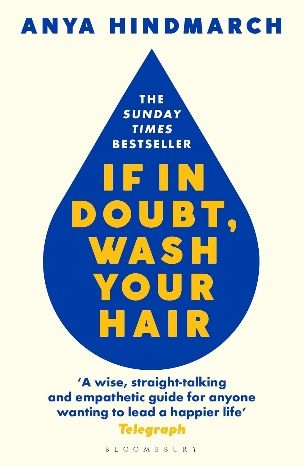 ANYA HINDMARCH
THE
SUNDAY
TIMES
BESTSELLER
IF IN
DOUBT,
WASH
YOUR
HAIR
‘A wise, straight-talking
and empathetic guide for anyone
wanting to lead a happier life’
Telegraph
BLOOMSBURY